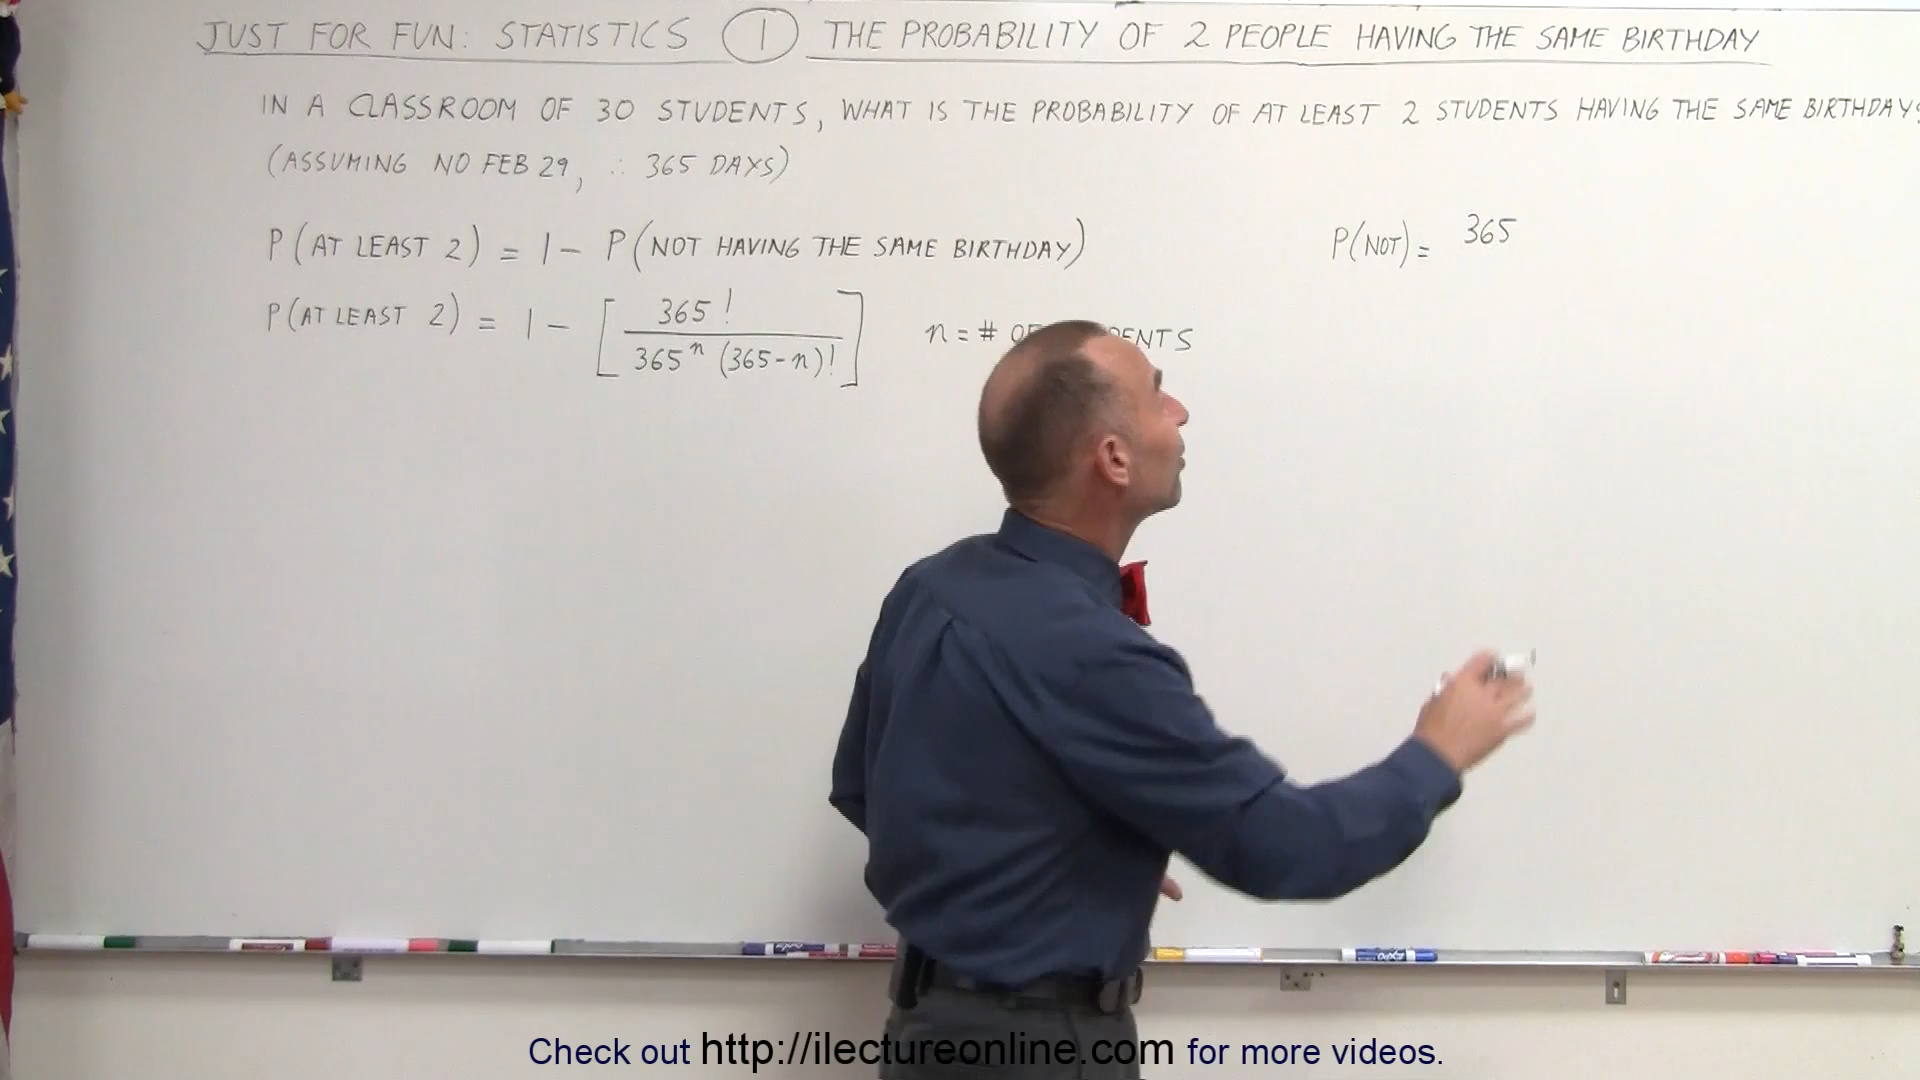 JUST FOR FUN: STATISTICS 1 THE PROBABILITY OF 2 PEOPLE HAVING THE SAME BIRTHDAY
IN A CLASSROOM OF 30 STUDENTS, WHAT IS THE PROBABILITY OF AT LEAST 2 STUDENTS HAVING THE SAME BIRTHDAY
(ASSUMING NO FEB 29, ∴ 365 DAYS)
P(AT LEAST 2) = 1 - P(NOT HAVING THE SAME BIRTHDAY)
P(NOT) = 365
P(AT LEAST 2) = 1 - [365! / 365ⁿ (365-n)!]
n = # OF
Check out http://ilectureonline.com for more videos.